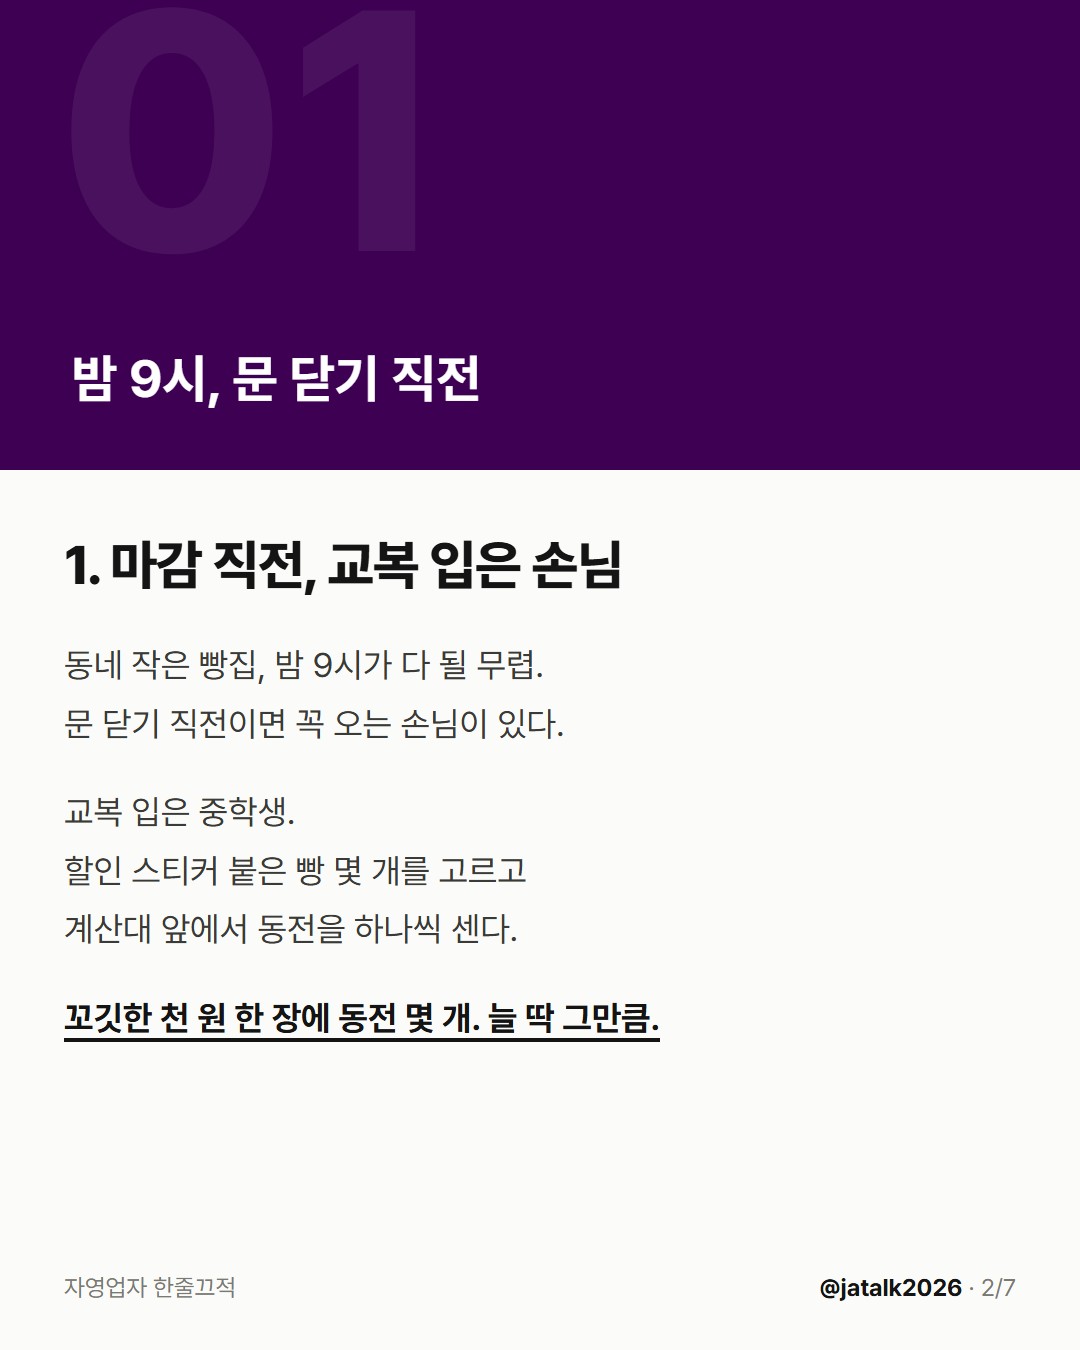 01
밤 9시, 문 닫기 직전
1. 마감 직전, 교복 입은 손님
동네 작은 빵집, 밤 9시가 다 될 무렵.
문 닫기 직전이면 꼭 오는 손님이 있다.
교복 입은 중학생.
할인 스티커 붙은 빵 몇 개를 고르고
계산대 앞에서 동전을 하나씩 센다.
꼬깃한 천 원 한 장에 동전 몇 개. 늘 딱 그만큼.
자영업자 한줄끄적
@jatalk2026 · 2/7